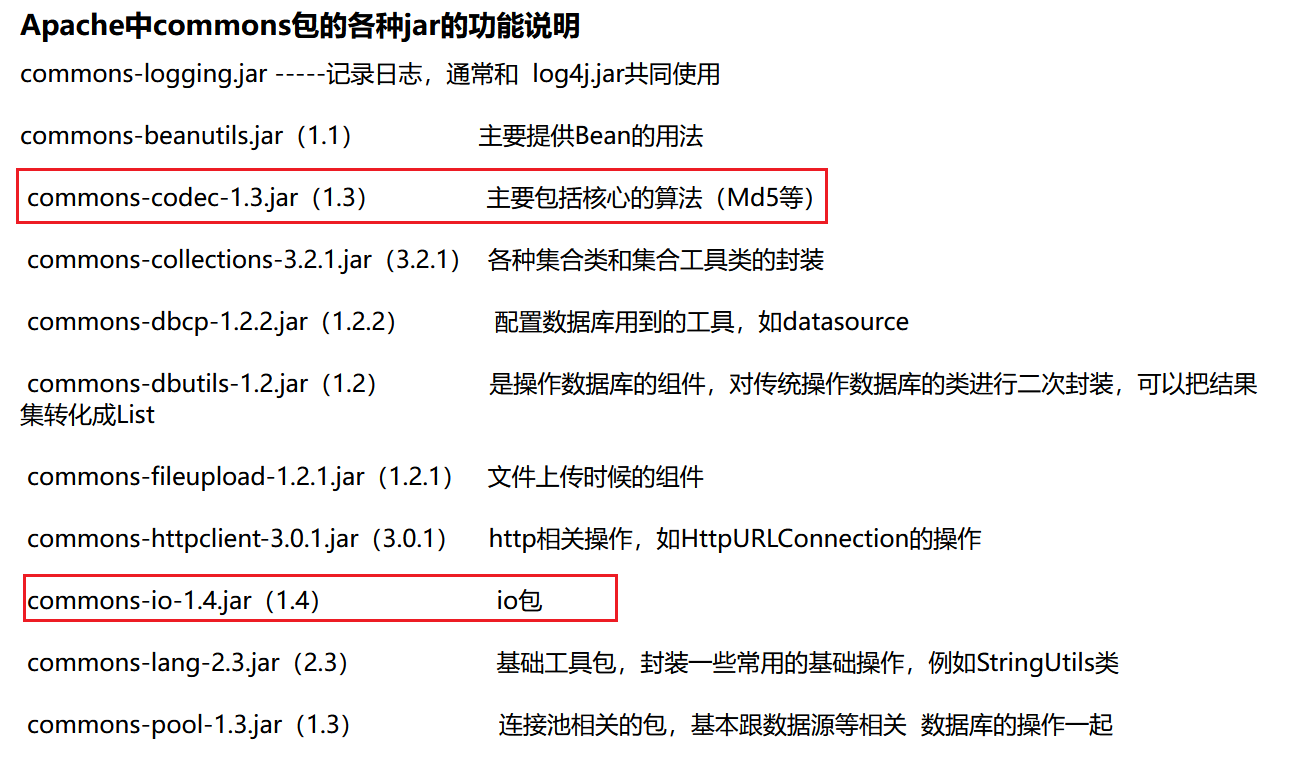 Apache中commons包的各种jar的功能说明
commons-logging.jar -----记录日志，通常和 log4j.jar共同使用
commons-beanutils.jar（1.1） 主要提供Bean的用法
commons-codec-1.3.jar（1.3） 主要包括核心的算法（Md5等）
commons-collections-3.2.1.jar（3.2.1） 各种集合类和集合工具类的封装
commons-dbcp-1.2.2.jar（1.2.2） 配置数据库用到的工具，如datasource
commons-dbutils-1.2.jar（1.2） 是操作数据库的组件，对传统操作数据库的类进行二次封装，可以把结果
集转化成List
commons-fileupload-1.2.1.jar（1.2.1） 文件上传时候的组件
commons-httpclient-3.0.1.jar（3.0.1） http相关操作，如HttpURLConnection的操作
commons-io-1.4.jar（1.4） io包
commons-lang-2.3.jar（2.3） 基础工具包，封装一些常用的基础操作，例如StringUtils类
commons-pool-1.3.jar（1.3） 连接池相关的包，基本跟数据源等相关 数据库的操作一起